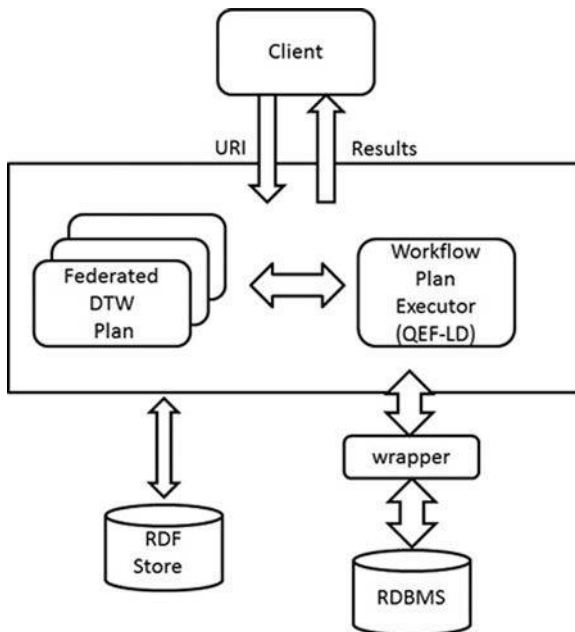 Client
URI
Results
Federated
DTW
Plan
Workflow
Plan
Executor
(QEF-LD)
wrapper
RDF
Store
RDBMS